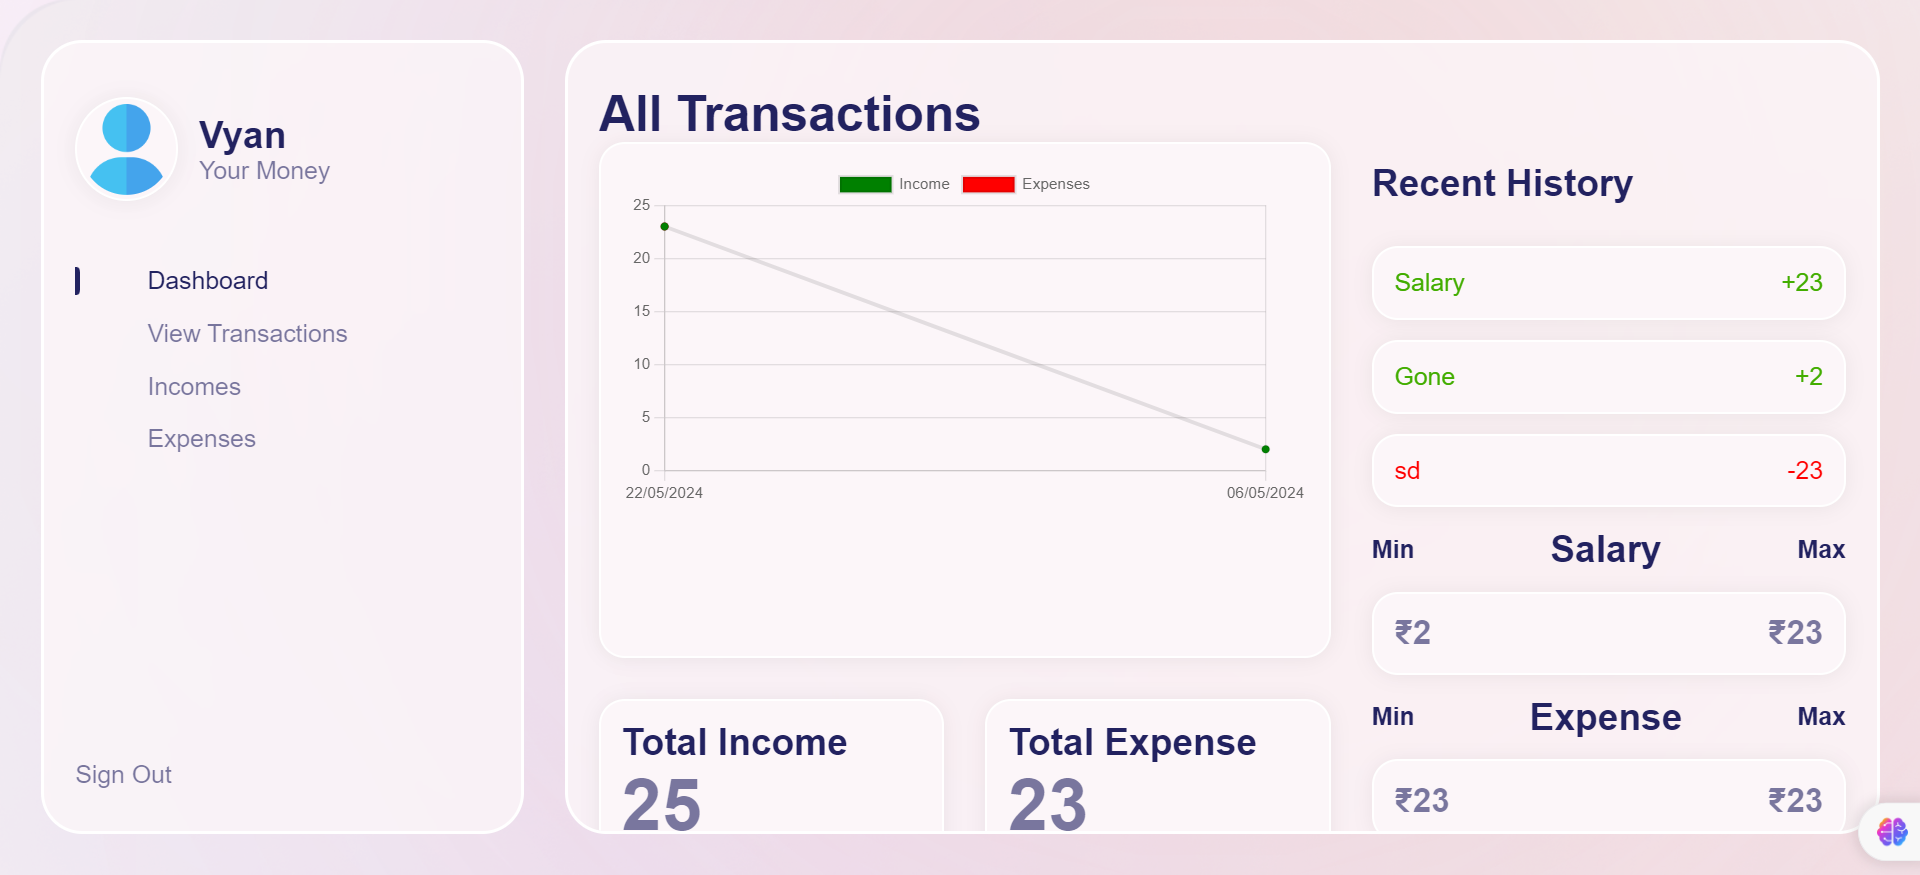 Vyan
Your Money
Dashboard
View Transactions
Incomes
Expenses
Sign Out
All Transactions
Income Expenses
25
20
15
10
5
0
22/05/2024 06/05/2024
Total Income
25
Total Expense
23
Recent History
Salary +23
Gone +2
sd -23
Min Salary Max
₹2 ₹23
Min Expense Max
₹23 ₹23